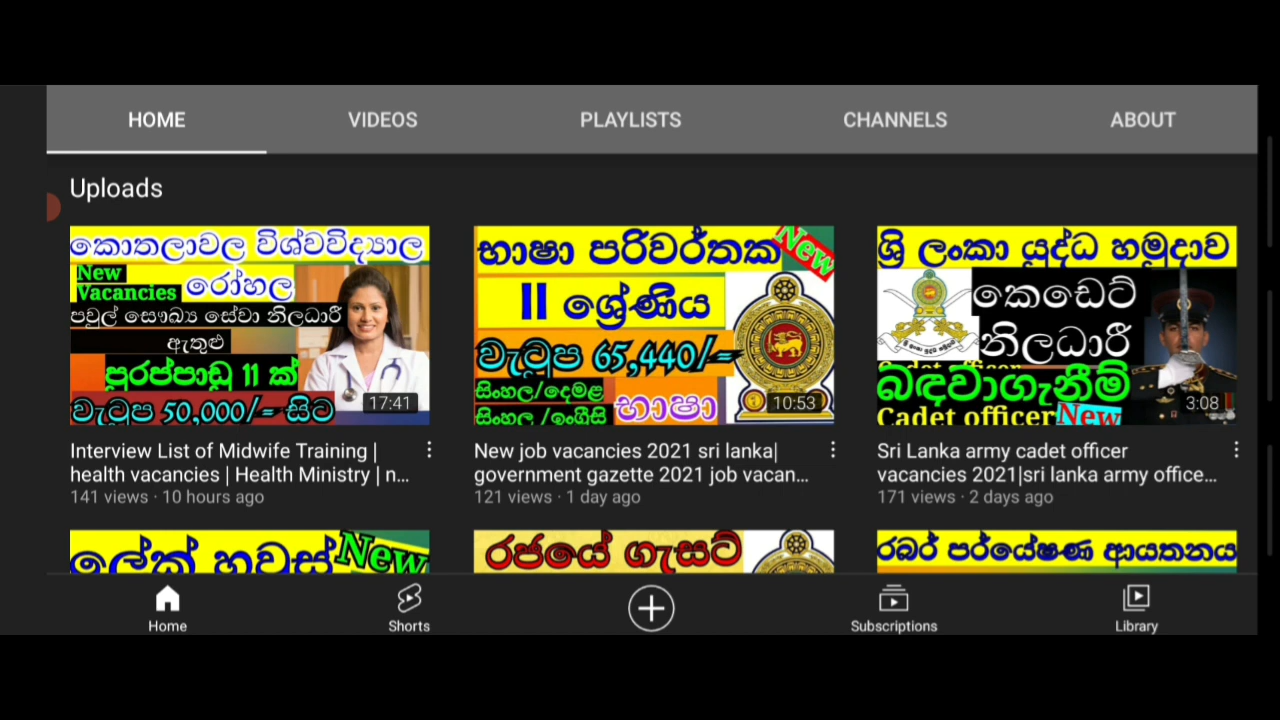 HOME VIDEOS PLAYLISTS CHANNELS ABOUT
Uploads
කොතලාවල විශ්වවිද්‍යාල
New
Vacancies රෝහල
පවුල් සෞඛ්‍ය සේවා නිලධාරී
ඇතුළු
පුරප්පාඩු 11 ක්
වැටුප 50,000/= සිට
17:41
Interview List of Midwife Training |
health vacancies | Health Ministry | n...
141 views · 10 hours ago
භාෂා පරිවර්තක New
II ශ්‍රේණිය
වැටුප 65,440/=
සිංහල/දෙමළ
සිංහල /ඉංග්‍රීසි භාෂා
10:53
New job vacancies 2021 sri lanka|
government gazette 2021 job vacan...
121 views · 1 day ago
ශ්‍රි ලංකා යුද්ධ හමුදාව
කෙඩෙට්
නිලධාරී
බඳවාගැනීම්
Cadet officer New
3:08
Sri Lanka army cadet officer
vacancies 2021|sri lanka army office...
171 views · 2 days ago
ලේක් හවුස් New
රජයේ ගැසට්
රබර් පර්යේෂණ ආයතනය
Home Shorts Subscriptions Library